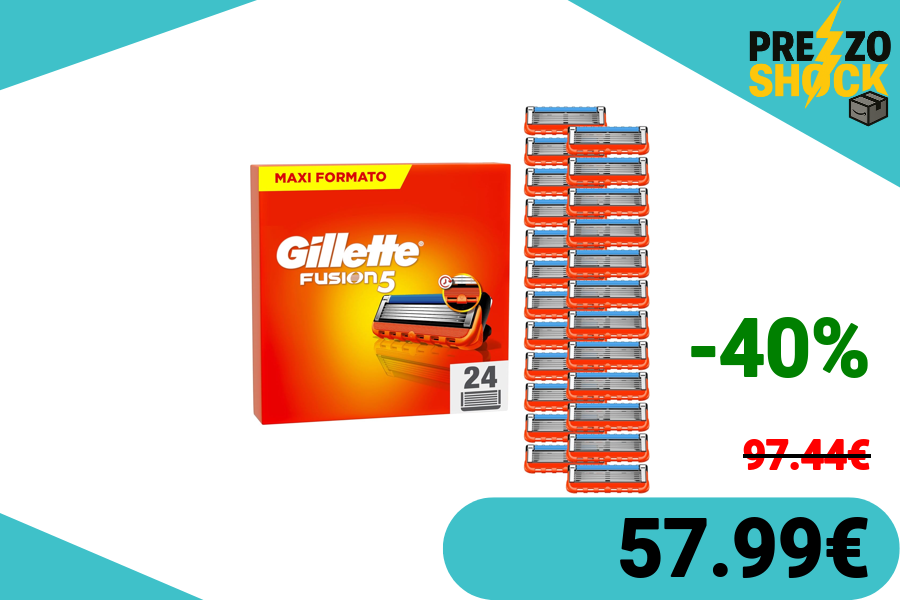 PREZZO
SHOCK
MAXI FORMATO
Gillette®
FUSION5
24
-40%
97.44€
57.99€